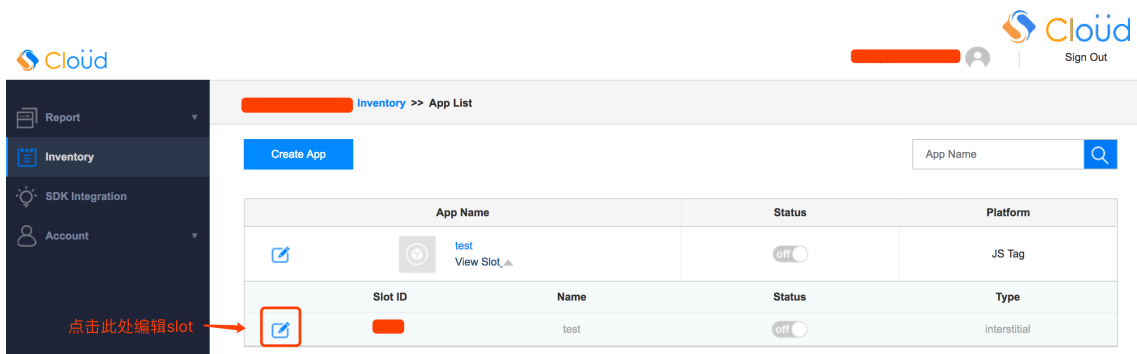 Cloüd
Cloüd
Sign Out
Inventory >> App List
Report
Inventory
SDK Integration
Account
Create App
App Name
App Name Status Platform
test
View Slot
off
JS Tag
Slot ID Name Status Type
点击此处编辑slot
test off interstitial